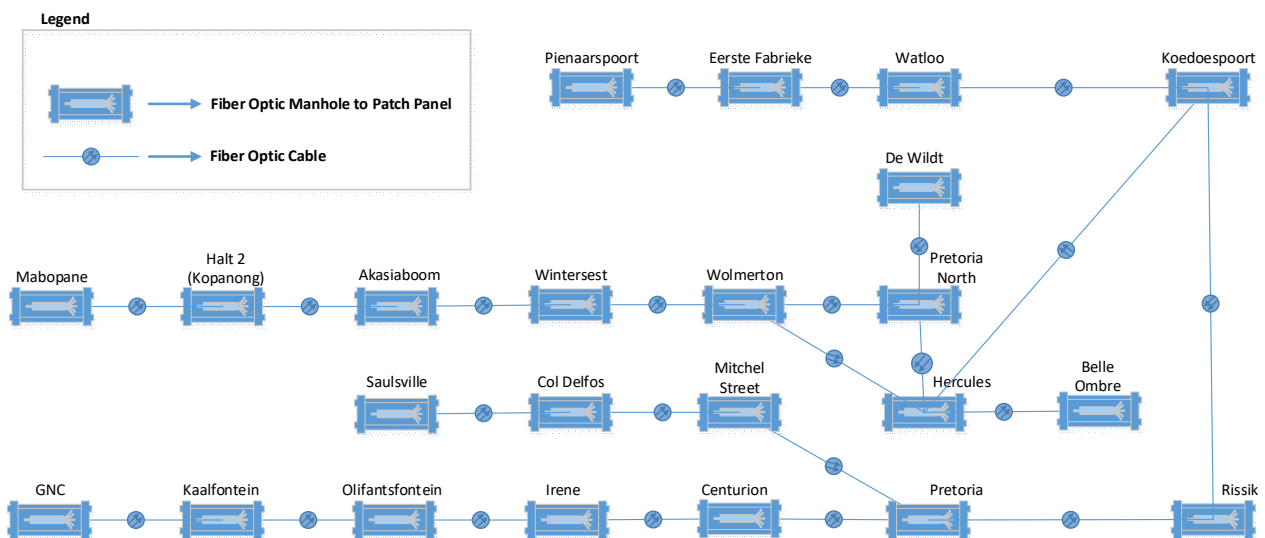 Legend
Fiber Optic Manhole to Patch Panel
Fiber Optic Cable
Pienaarspoort
Eerste Fabrieke
Watloo
Koedoespoort
De Wildt
Mabopane
Halt 2
(Kopanong)
Akasiaboom
Wintersest
Wolmerton
Pretoria
North
Saulsville
Col Delfos
Mitchel
Street
Hercules
Belle
Ombre
GNC
Kaalfontein
Olifantsfontein
Irene
Centurion
Pretoria
Rissik